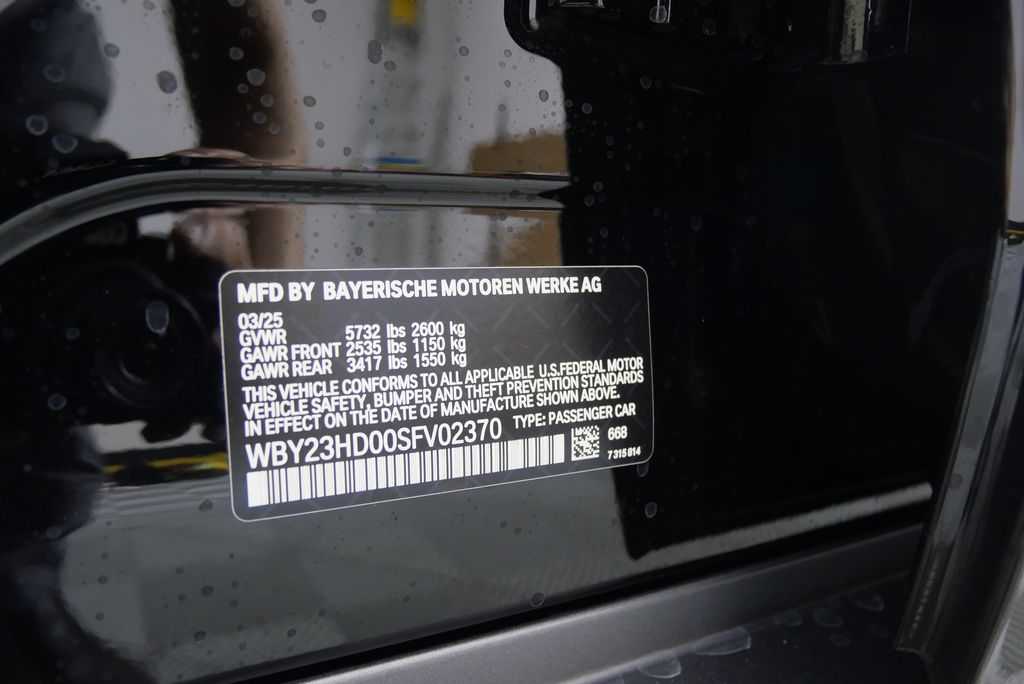 MFD BY BAYERISCHE MOTOREN WERKE AG
03/25
GVWR 5732 lbs 2600 kg
GAWR FRONT 2535 lbs 1150 kg
GAWR REAR 3417 lbs 1550 kg
THIS VEHICLE CONFORMS TO ALL APPLICABLE U.S.FEDERAL MOTOR
VEHICLE SAFETY, BUMPER AND THEFT PREVENTION STANDARDS
IN EFFECT ON THE DATE OF MANUFACTURE SHOWN ABOVE.
WBY23HD00SFV02370 TYPE: PASSENGER CAR
668
7 315 814